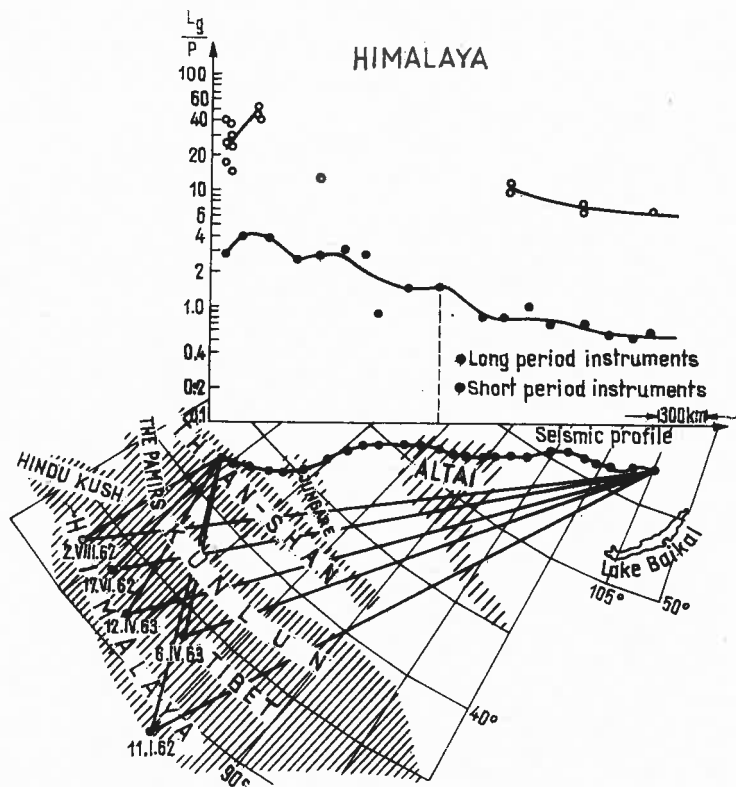 Lg
P
HIMALAYA
100
60
40
20
10
6
4
2
1.0
0.4
0.2
0.1
Long period instruments
Short period instruments
300km
Seismic profile
THE PAMIRS
HINDU KUSH
TIAN-SHAN
ALTAI
KUN LUN
HIMALAYA
TIBET
2.VIII.62
17.VI.62
12.IV.63
6.IV.63
11.I.62
Lake Baikal
105°
50°
40°
90°